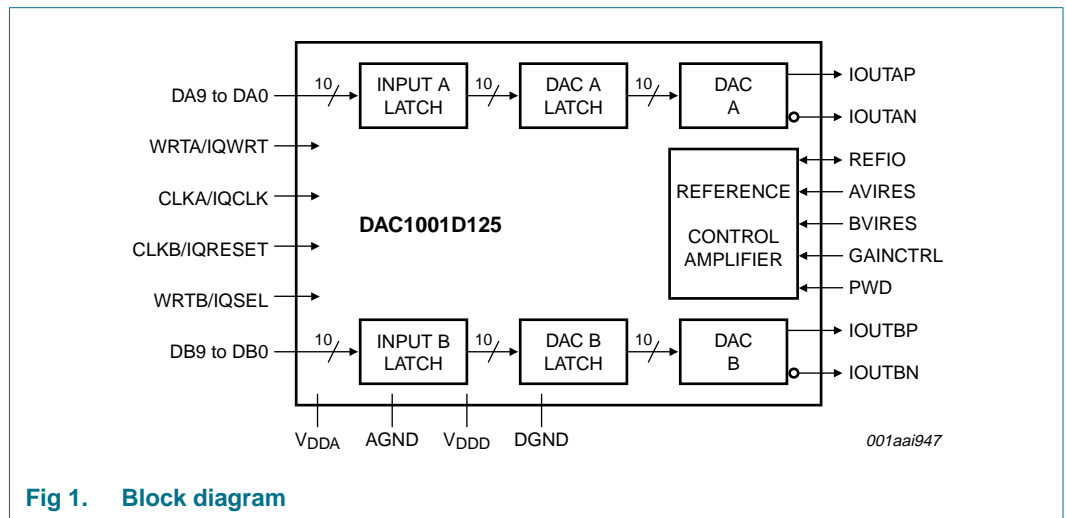 DA9 to DA0
10
INPUT A
LATCH
10
DAC A
LATCH
10
DAC
A
IOUTAP
IOUTAN
WRTA/IQWRT
CLKA/IQCLK
CLKB/IQRESET
WRTB/IQSEL
DAC1001D125
REFERENCE
CONTROL
AMPLIFIER
REFIO
AVIRES
BVIRES
GAINCTRL
PWD
DB9 to DB0
10
INPUT B
LATCH
10
DAC B
LATCH
10
DAC
B
IOUTBP
IOUTBN
VDDA
AGND
VDDD
DGND
001aai947
Fig 1. Block diagram